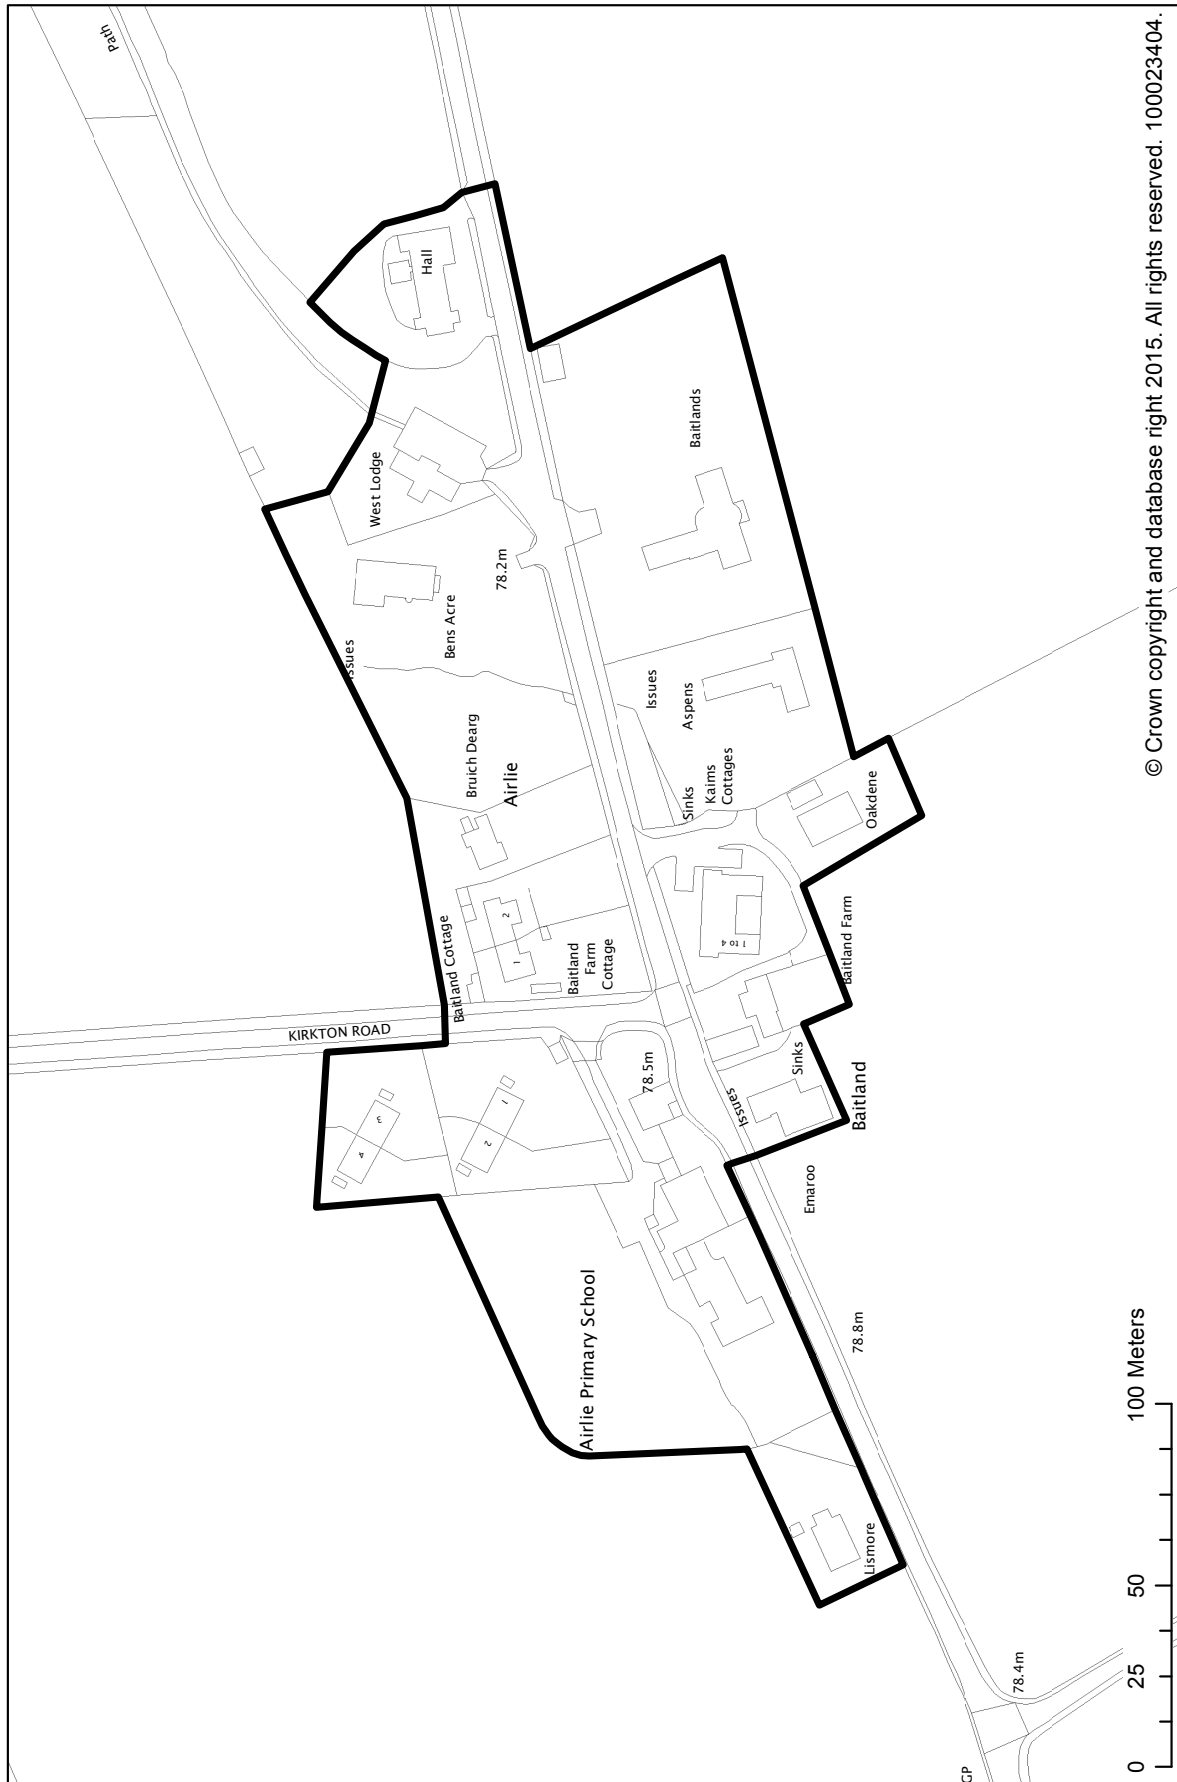 Path
Hall
West Lodge
Baitlands
78.2m
Bens Acre
Issues
Issues
Aspens
Bruich Dearg
Airlie
Sinks
Kaims
Cottages
Oakdene
Baitland Cottage
2
1
Baitland
Farm
Cottage
1 to 4
Baitland Farm
KIRKTON ROAD
78.5m
Sinks
Issues
Baitland
3
4
1
2
Emaroo
Airlie Primary School
78.8m
Lismore
78.4m
GP
0 25 50 100 Meters
© Crown copyright and database right 2015. All rights reserved. 100023404.